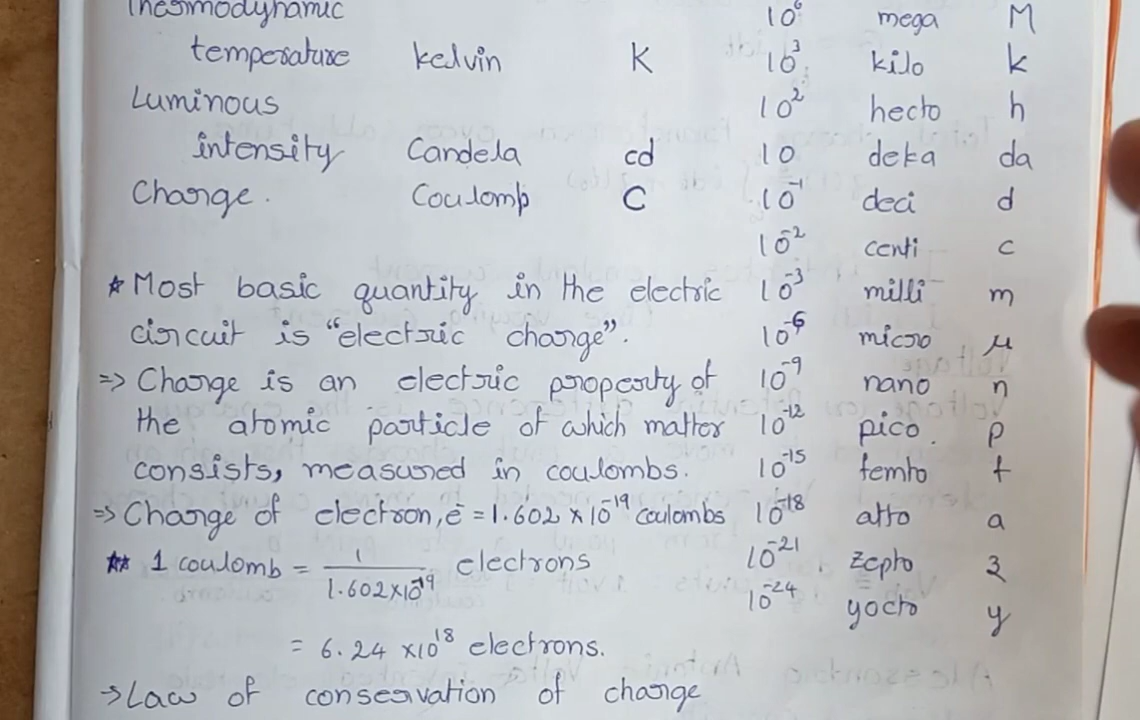 Thermodynamic 10⁶ mega M
temperature kelvin K 10³ kilo k
Luminous 10² hecto h
intensity Candela cd 10 deka da
Charge. Coulomb C 10⁻¹ deci d
10⁻² centi c
* Most basic quantity in the electric 10⁻³ milli m
circuit is "electric charge". 10⁻⁶ micro μ
=> Charge is an electric property of 10⁻⁹ nano n
the atomic particle of which matter 10⁻¹² pico. p
consists, measured in coulombs. 10⁻¹⁵ femto f
=> Charge of electron, e⁻ = 1.602 × 10⁻¹⁹ coulombs 10⁻¹⁸ atto a
** 1 coulomb = 1 / 1.602×10⁻¹⁹ electrons 10⁻²¹ zepto z
10⁻²⁴ yocto y
= 6.24 × 10¹⁸ electrons.
→ Law of conservation of charge